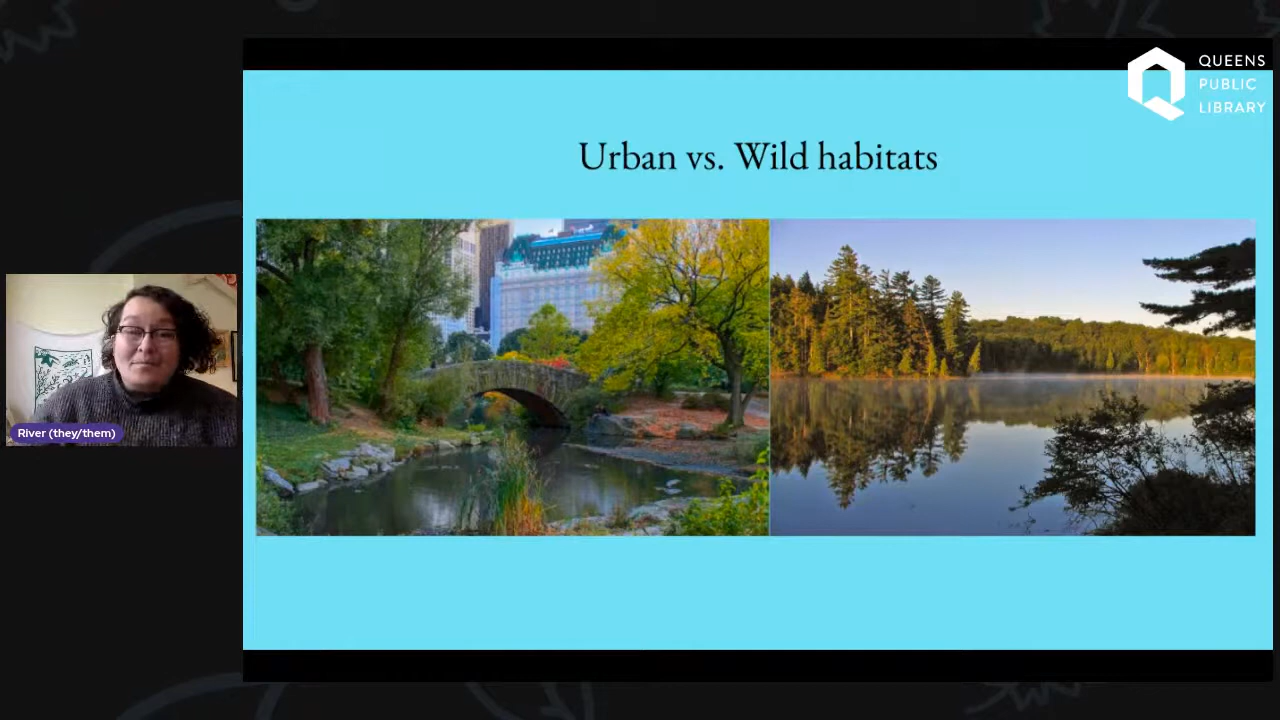 QUEENS
PUBLIC
LIBRARY
Urban vs. Wild habitats
River (they/them)